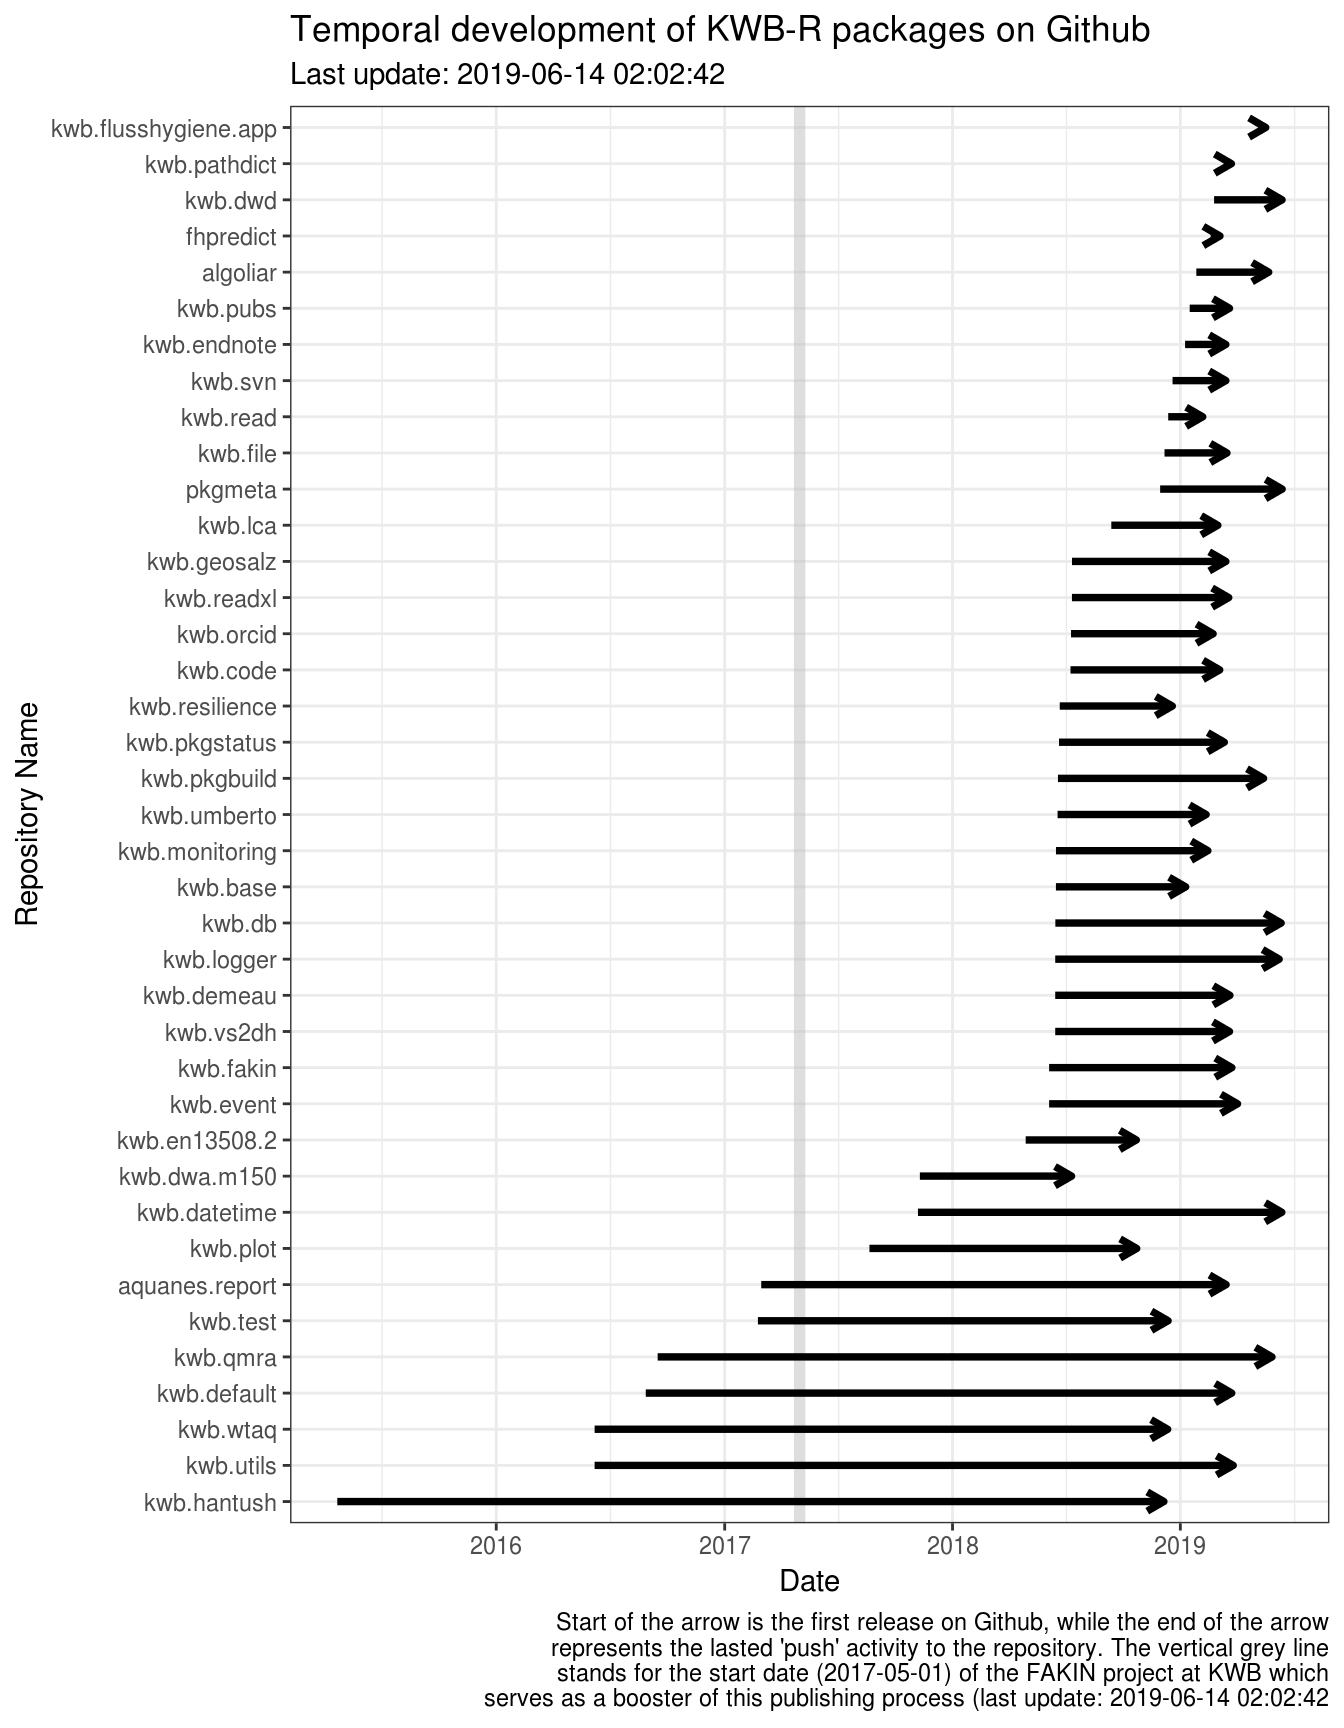 Temporal development of KWB-R packages on Github
Last update: 2019-06-14 02:02:42
Repository Name
kwb.flusshygiene.app
kwb.pathdict
kwb.dwd
fhpredict
algoliar
kwb.pubs
kwb.endnote
kwb.svn
kwb.read
kwb.file
pkgmeta
kwb.lca
kwb.geosalz
kwb.readxl
kwb.orcid
kwb.code
kwb.resilience
kwb.pkgstatus
kwb.pkgbuild
kwb.umberto
kwb.monitoring
kwb.base
kwb.db
kwb.logger
kwb.demeau
kwb.vs2dh
kwb.fakin
kwb.event
kwb.en13508.2
kwb.dwa.m150
kwb.datetime
kwb.plot
aquanes.report
kwb.test
kwb.qmra
kwb.default
kwb.wtaq
kwb.utils
kwb.hantush
2016 2017 2018 2019
Date
Start of the arrow is the first release on Github, while the end of the arrow
represents the lasted 'push' activity to the repository. The vertical grey line
stands for the start date (2017-05-01) of the FAKIN project at KWB which
serves as a booster of this publishing process (last update: 2019-06-14 02:02:42